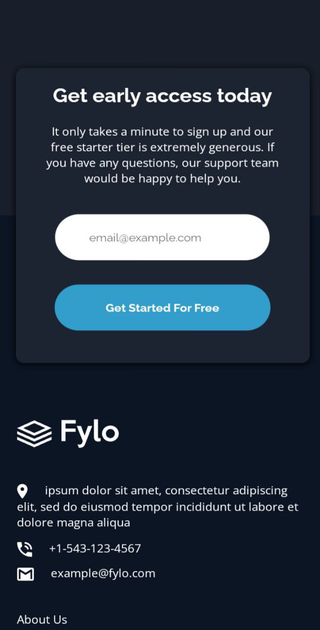 Get early access today
It only takes a minute to sign up and our
free starter tier is extremely generous. If
you have any questions, our support team
would be happy to help you.
email@example.com
Get Started For Free
Fylo
ipsum dolor sit amet, consectetur adipiscing
elit, sed do eiusmod tempor incididunt ut labore et
dolore magna aliqua
+1-543-123-4567
example@fylo.com
About Us